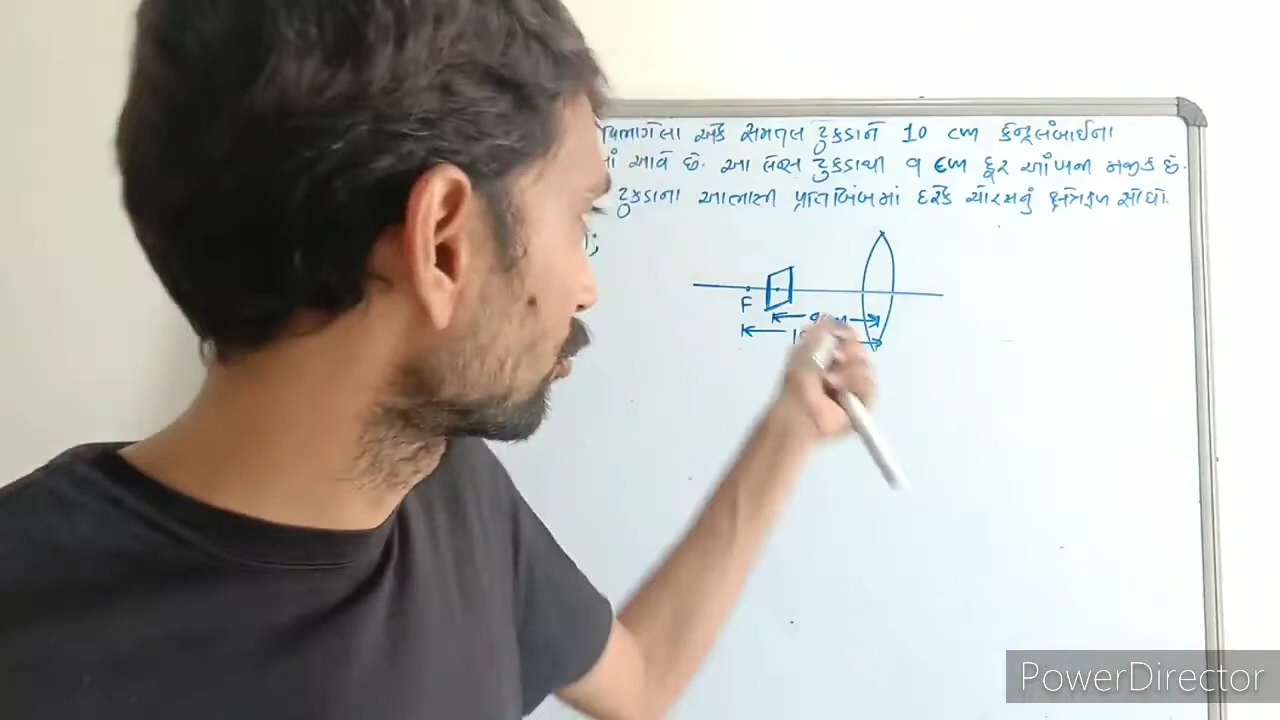 એક સમતલ ટુકડાને 10 cm કેન્દ્રલંબાઈના
આવે છે. આ લેન્સ ટુકડાથી 9 cm દૂર આંખની નજીક છે.
ટુકડાના આભાસી પ્રતિબિંબમાં દરેક ચોરસનું ક્ષેત્રફળ શોધો.
F
PowerDirector